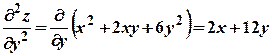 ∂²z/∂y² = ∂/∂y (x² + 2xy + 6y²) = 2x + 12y